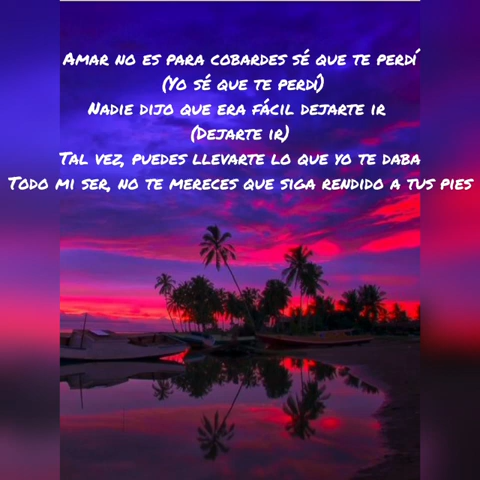 Amar no es para cobardes sé que te perdí
(Yo sé que te perdí)
Nadie dijo que era fácil dejarte ir
(Dejarte ir)
Tal vez, puedes llevarte lo que yo te daba
Todo mi ser, no te mereces que siga rendido a tus pies